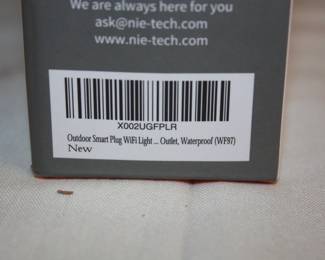 We are always here for you
ask@nie-tech.com
www.nie-tech.com
X002UGFPLR
Outdoor Smart Plug WiFi Light ... Outlet, Waterproof (WF97)
New